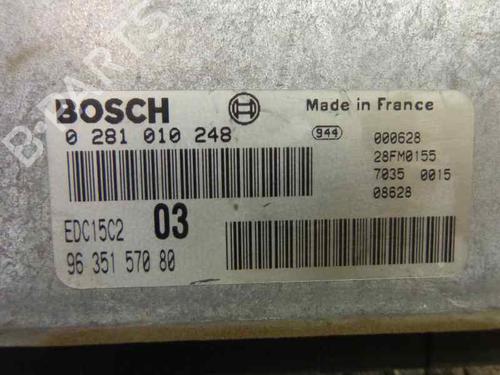 BOSCH
Made in France
0 281 010 248
944
000628
28FM0155
7035 0015
08628
EDC15C2
03
96 351 570 80
B-PARTS